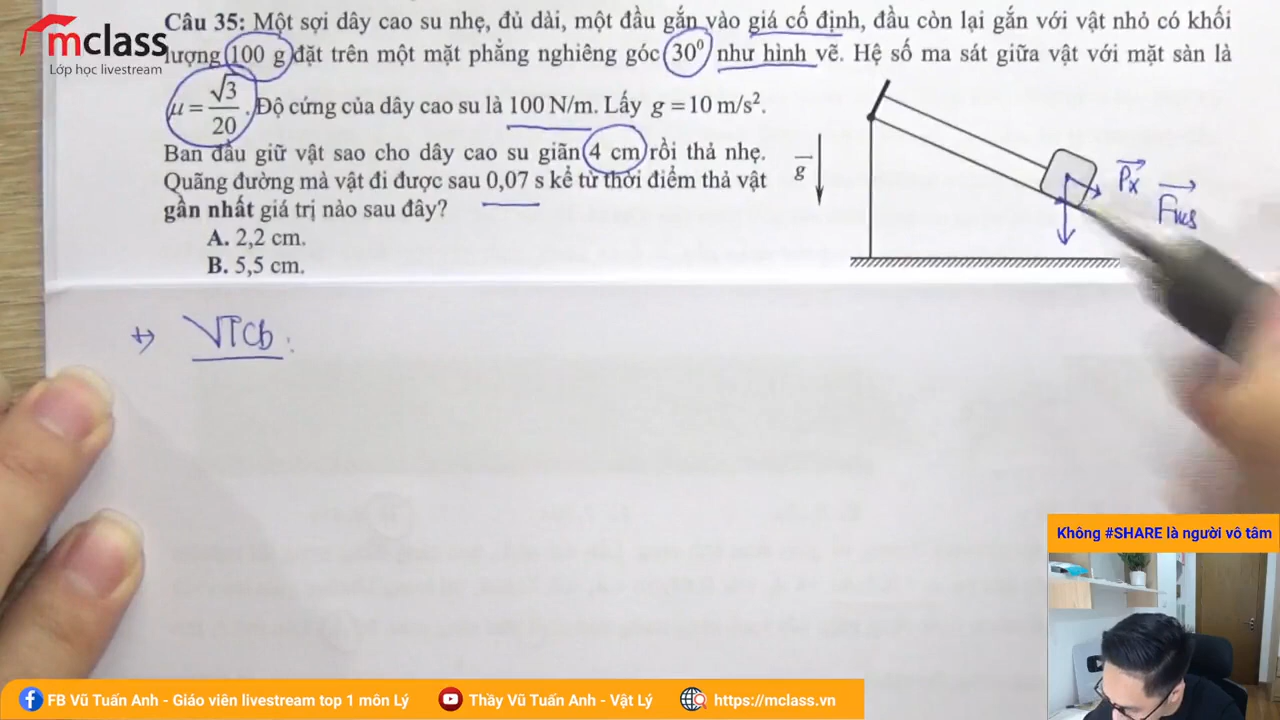 mclass
Lớp học livestream
Câu 35: Một sợi dây cao su nhẹ, đủ dài, một đầu gắn vào giá cố định, đầu còn lại gắn với vật nhỏ có khối
lượng 100 g đặt trên một mặt phẳng nghiêng góc 30⁰ như hình vẽ. Hệ số ma sát giữa vật với mặt sàn là
μ = √3/20. Độ cứng của dây cao su là 100 N/m. Lấy g = 10 m/s².
Ban đầu giữ vật sao cho dây cao su giãn 4 cm rồi thả nhẹ.
Quãng đường mà vật đi được sau 0,07 s kể từ thời điểm thả vật
gần nhất giá trị nào sau đây?
A. 2,2 cm.
B. 5,5 cm.
g
Px
Fms
+) VTCb:
Không #SHARE là người vô tâm
FB Vũ Tuấn Anh - Giáo viên livestream top 1 môn Lý
Thầy Vũ Tuấn Anh - Vật Lý
https://mclass.vn